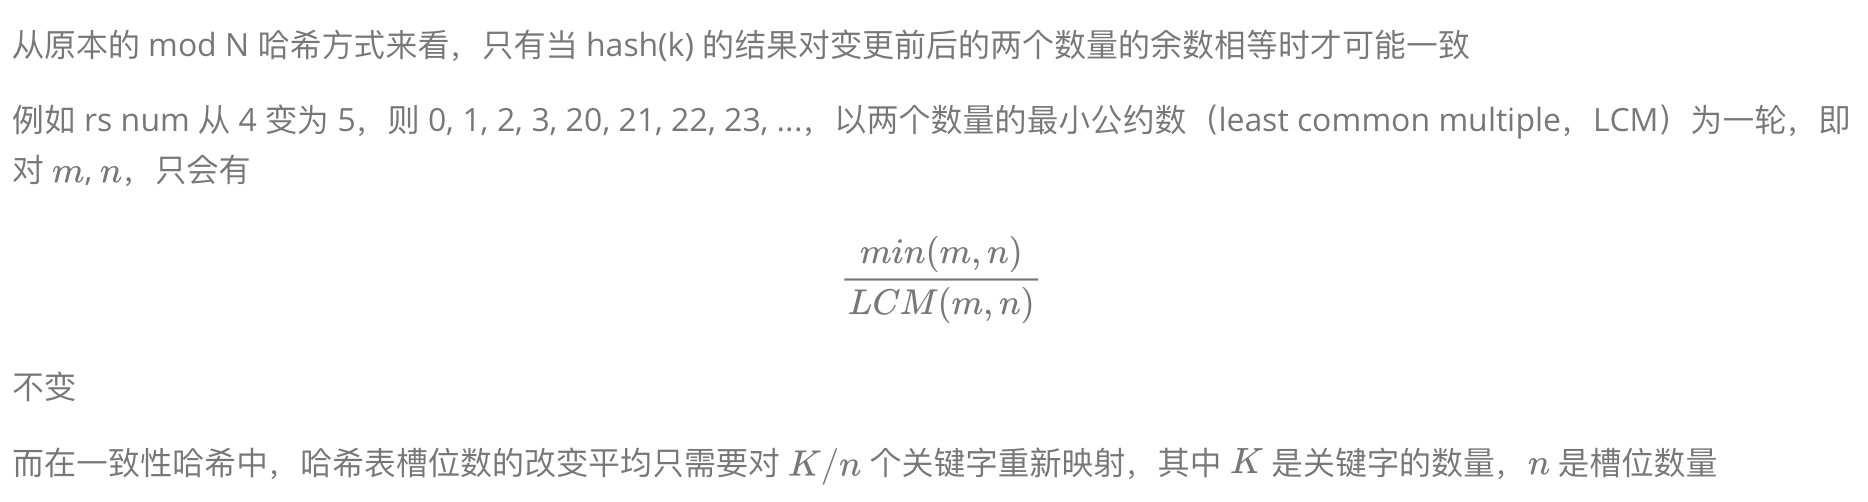 从原本的 mod N 哈希方式来看，只有当 hash(k) 的结果对变更前后的两个数量的余数相等时才可能一致
例如 rs num 从 4 变为 5，则 0, 1, 2, 3, 20, 21, 22, 23, ...，以两个数量的最小公约数（least common multiple，LCM）为一轮，即
对 m, n，只会有
min(m, n)
LCM(m, n)
不变
而在一致性哈希中，哈希表槽位数的改变平均只需要对 K/n 个关键字重新映射，其中 K 是关键字的数量，n 是槽位数量